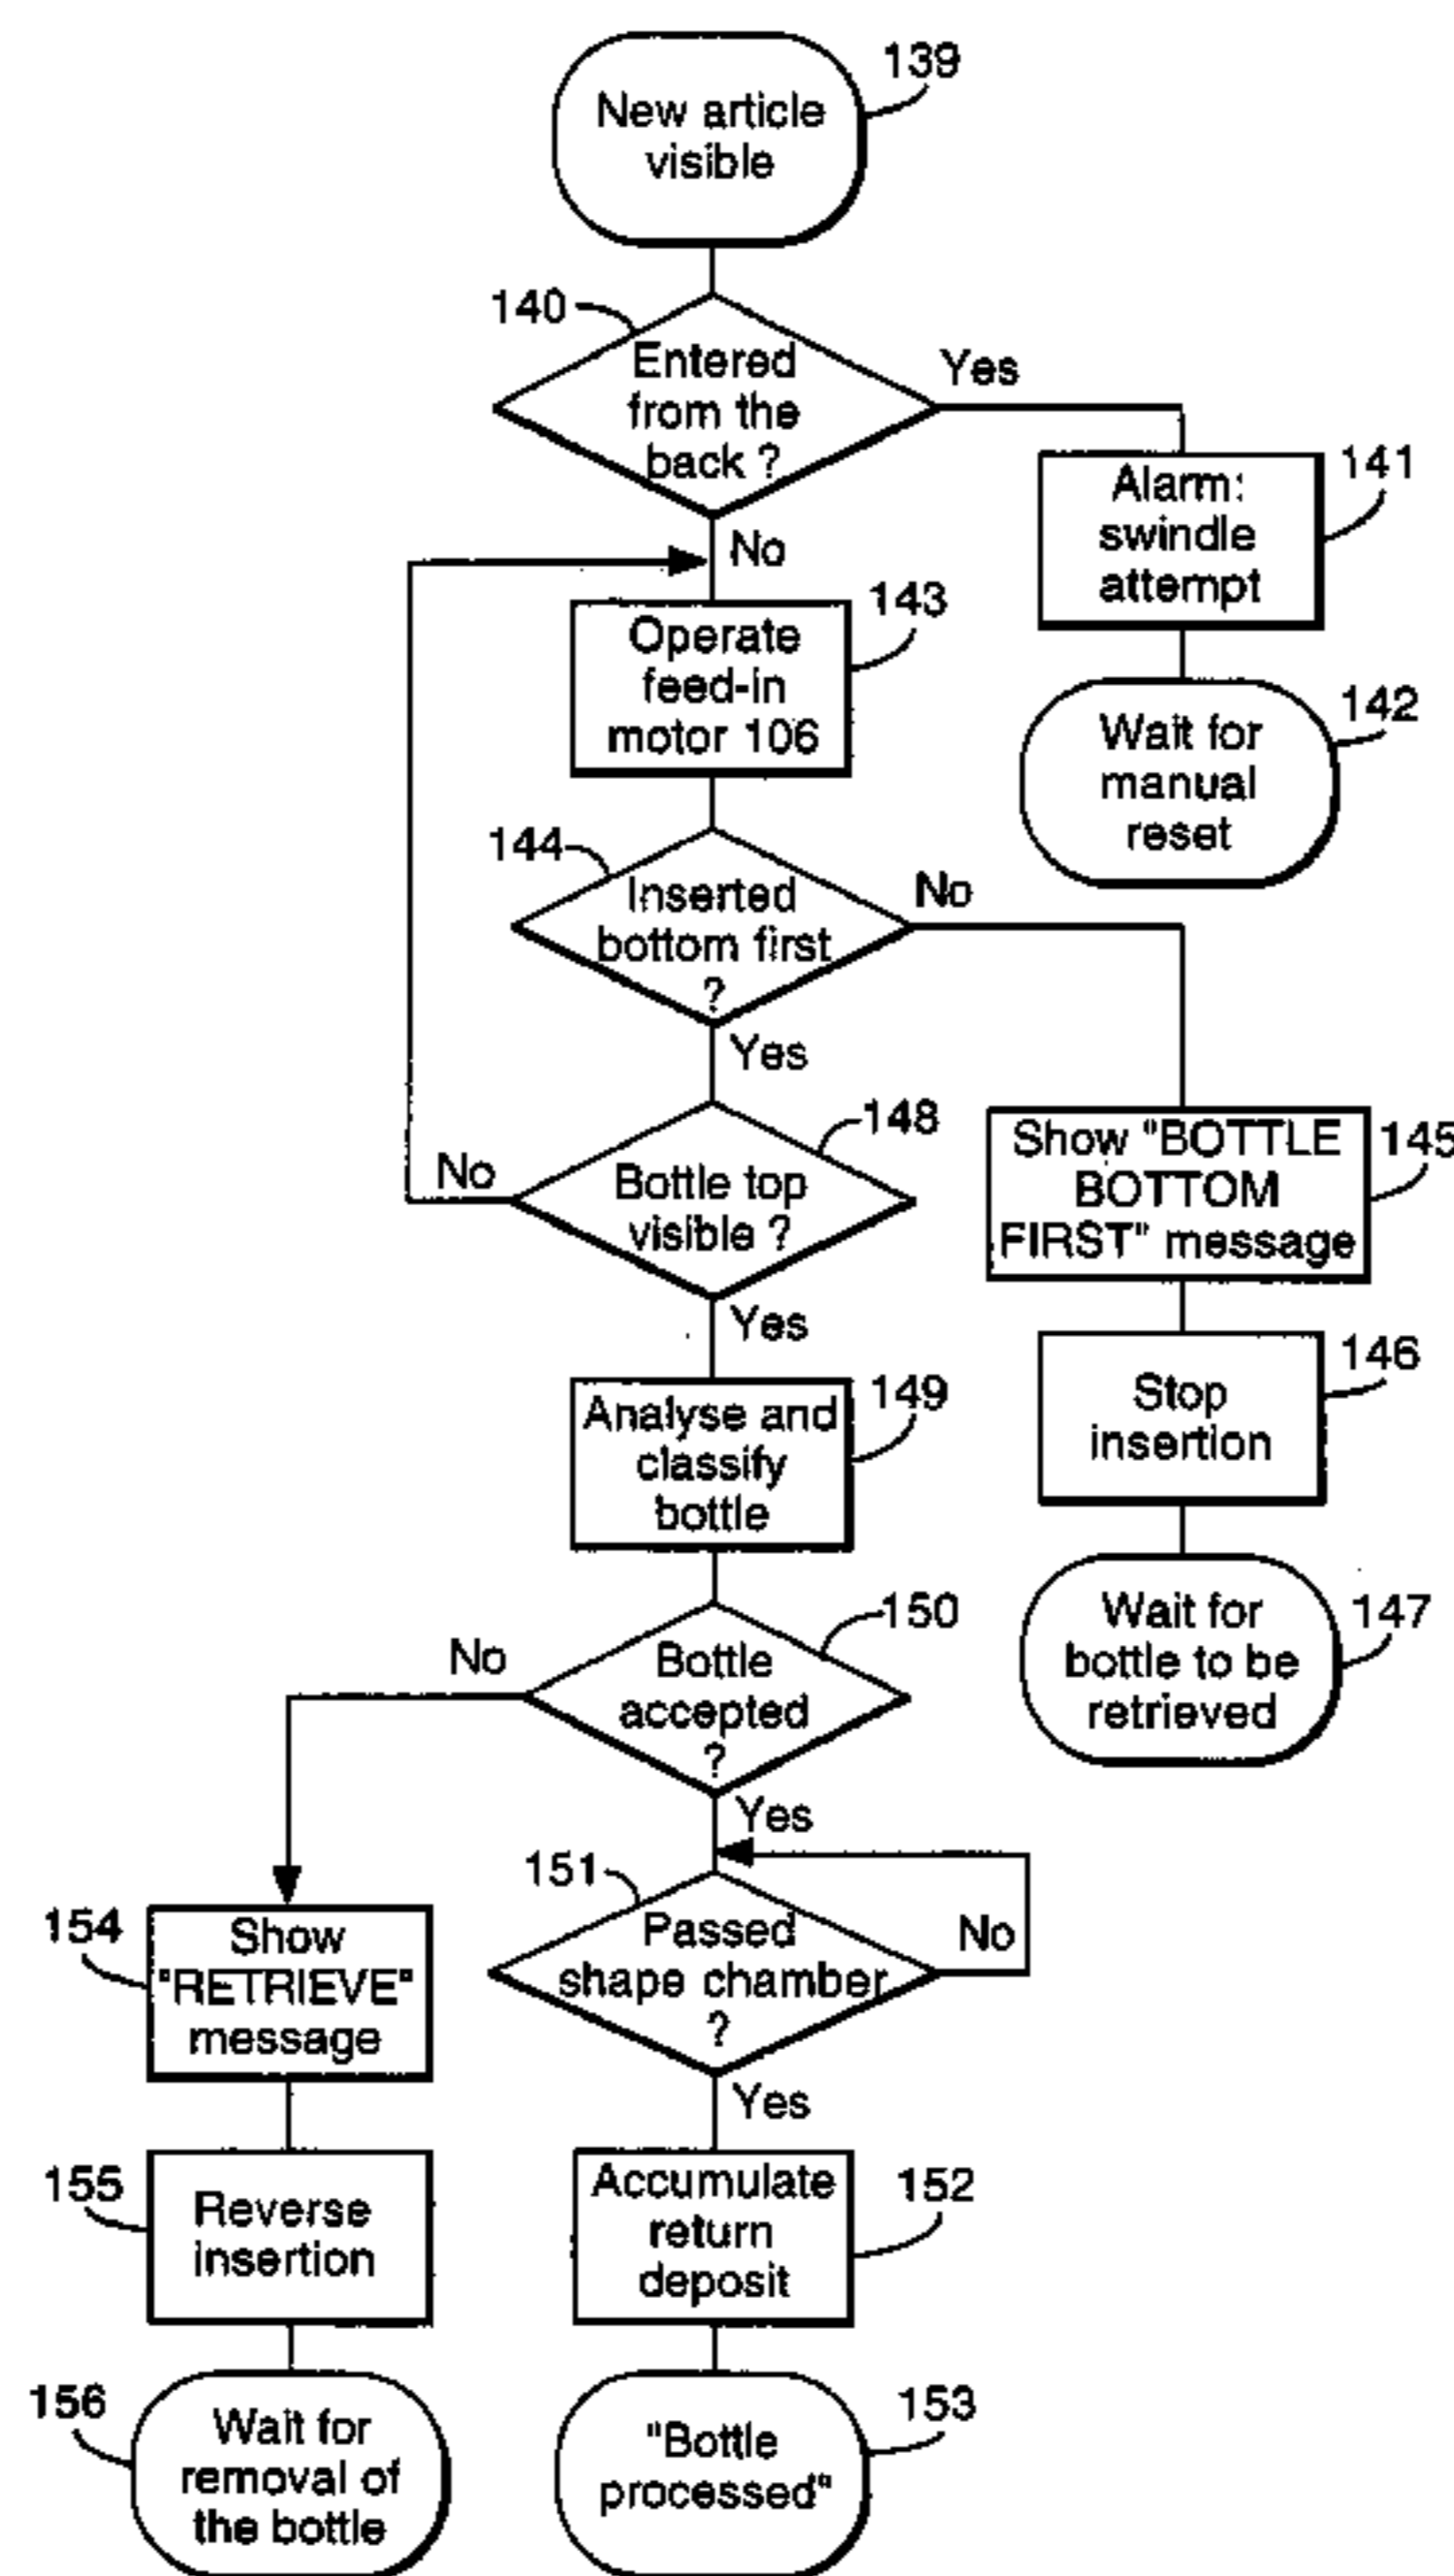 139
New article
visible
140
Entered
from the
back ?
Yes
141
Alarm:
swindle
attempt
No
143
Operate
feed-in
motor 106
142
Wait for
manual
reset
144
Inserted
bottom first
?
No
Yes
148
Bottle top
visible ?
No
145
Show "BOTTLE
BOTTOM
FIRST" message
Yes
146
Stop
insertion
149
Analyse and
classify
bottle
147
Wait for
bottle to be
retrieved
150
Bottle
accepted
?
No
Yes
151
Passed
shape chamber
?
No
154
Show
"RETRIEVE"
message
Yes
155
Reverse
insertion
152
Accumulate
return
deposit
156
Wait for
removal of
the bottle
153
"Bottle
processed"